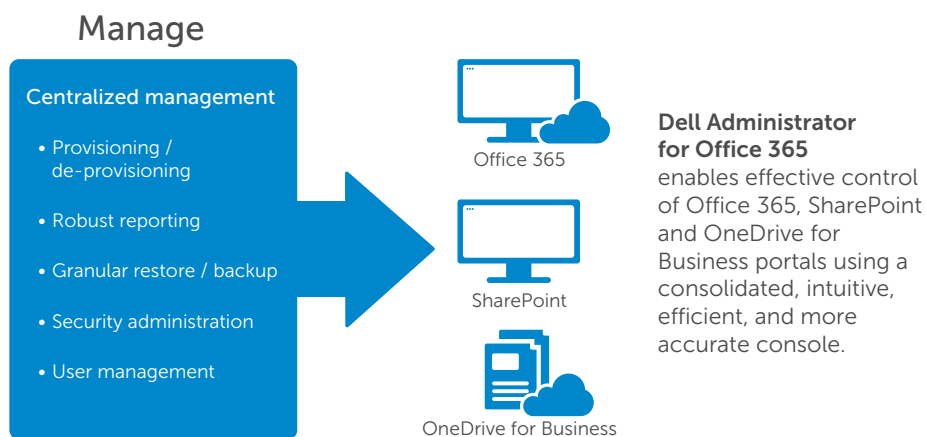 Manage
Centralized management
• Provisioning /
de-provisioning
• Robust reporting
• Granular restore / backup
• Security administration
• User management
Office 365
SharePoint
OneDrive for Business
Dell Administrator
for Office 365
enables effective control
of Office 365, SharePoint
and OneDrive for
Business portals using a
consolidated, intuitive,
efficient, and more
accurate console.